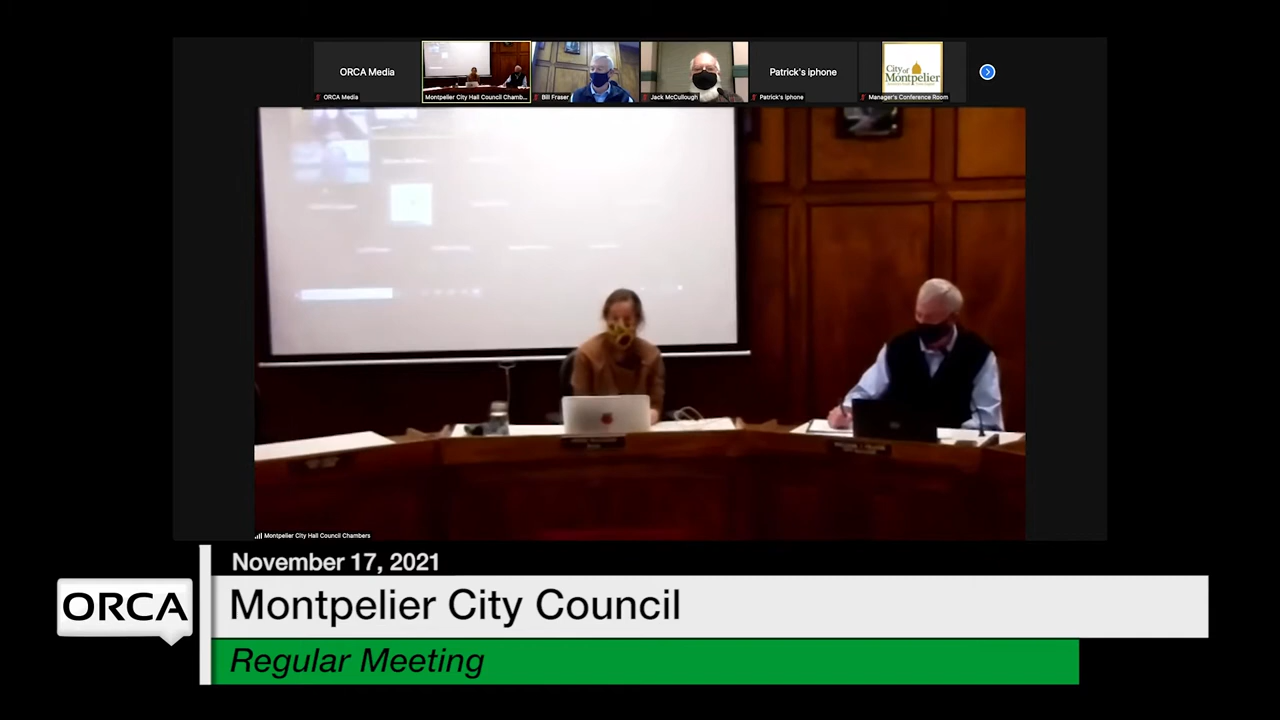 ORCA Media
Patrick's iphone
City of
Montpelier
ORCA Media
Montpelier City Hall Council Chamb...
Bill Fraser
Jack McCullough
Patrick's iphone
Manager's Conference Room
Montpelier City Hall Council Chambers
November 17, 2021
ORCA
Montpelier City Council
Regular Meeting